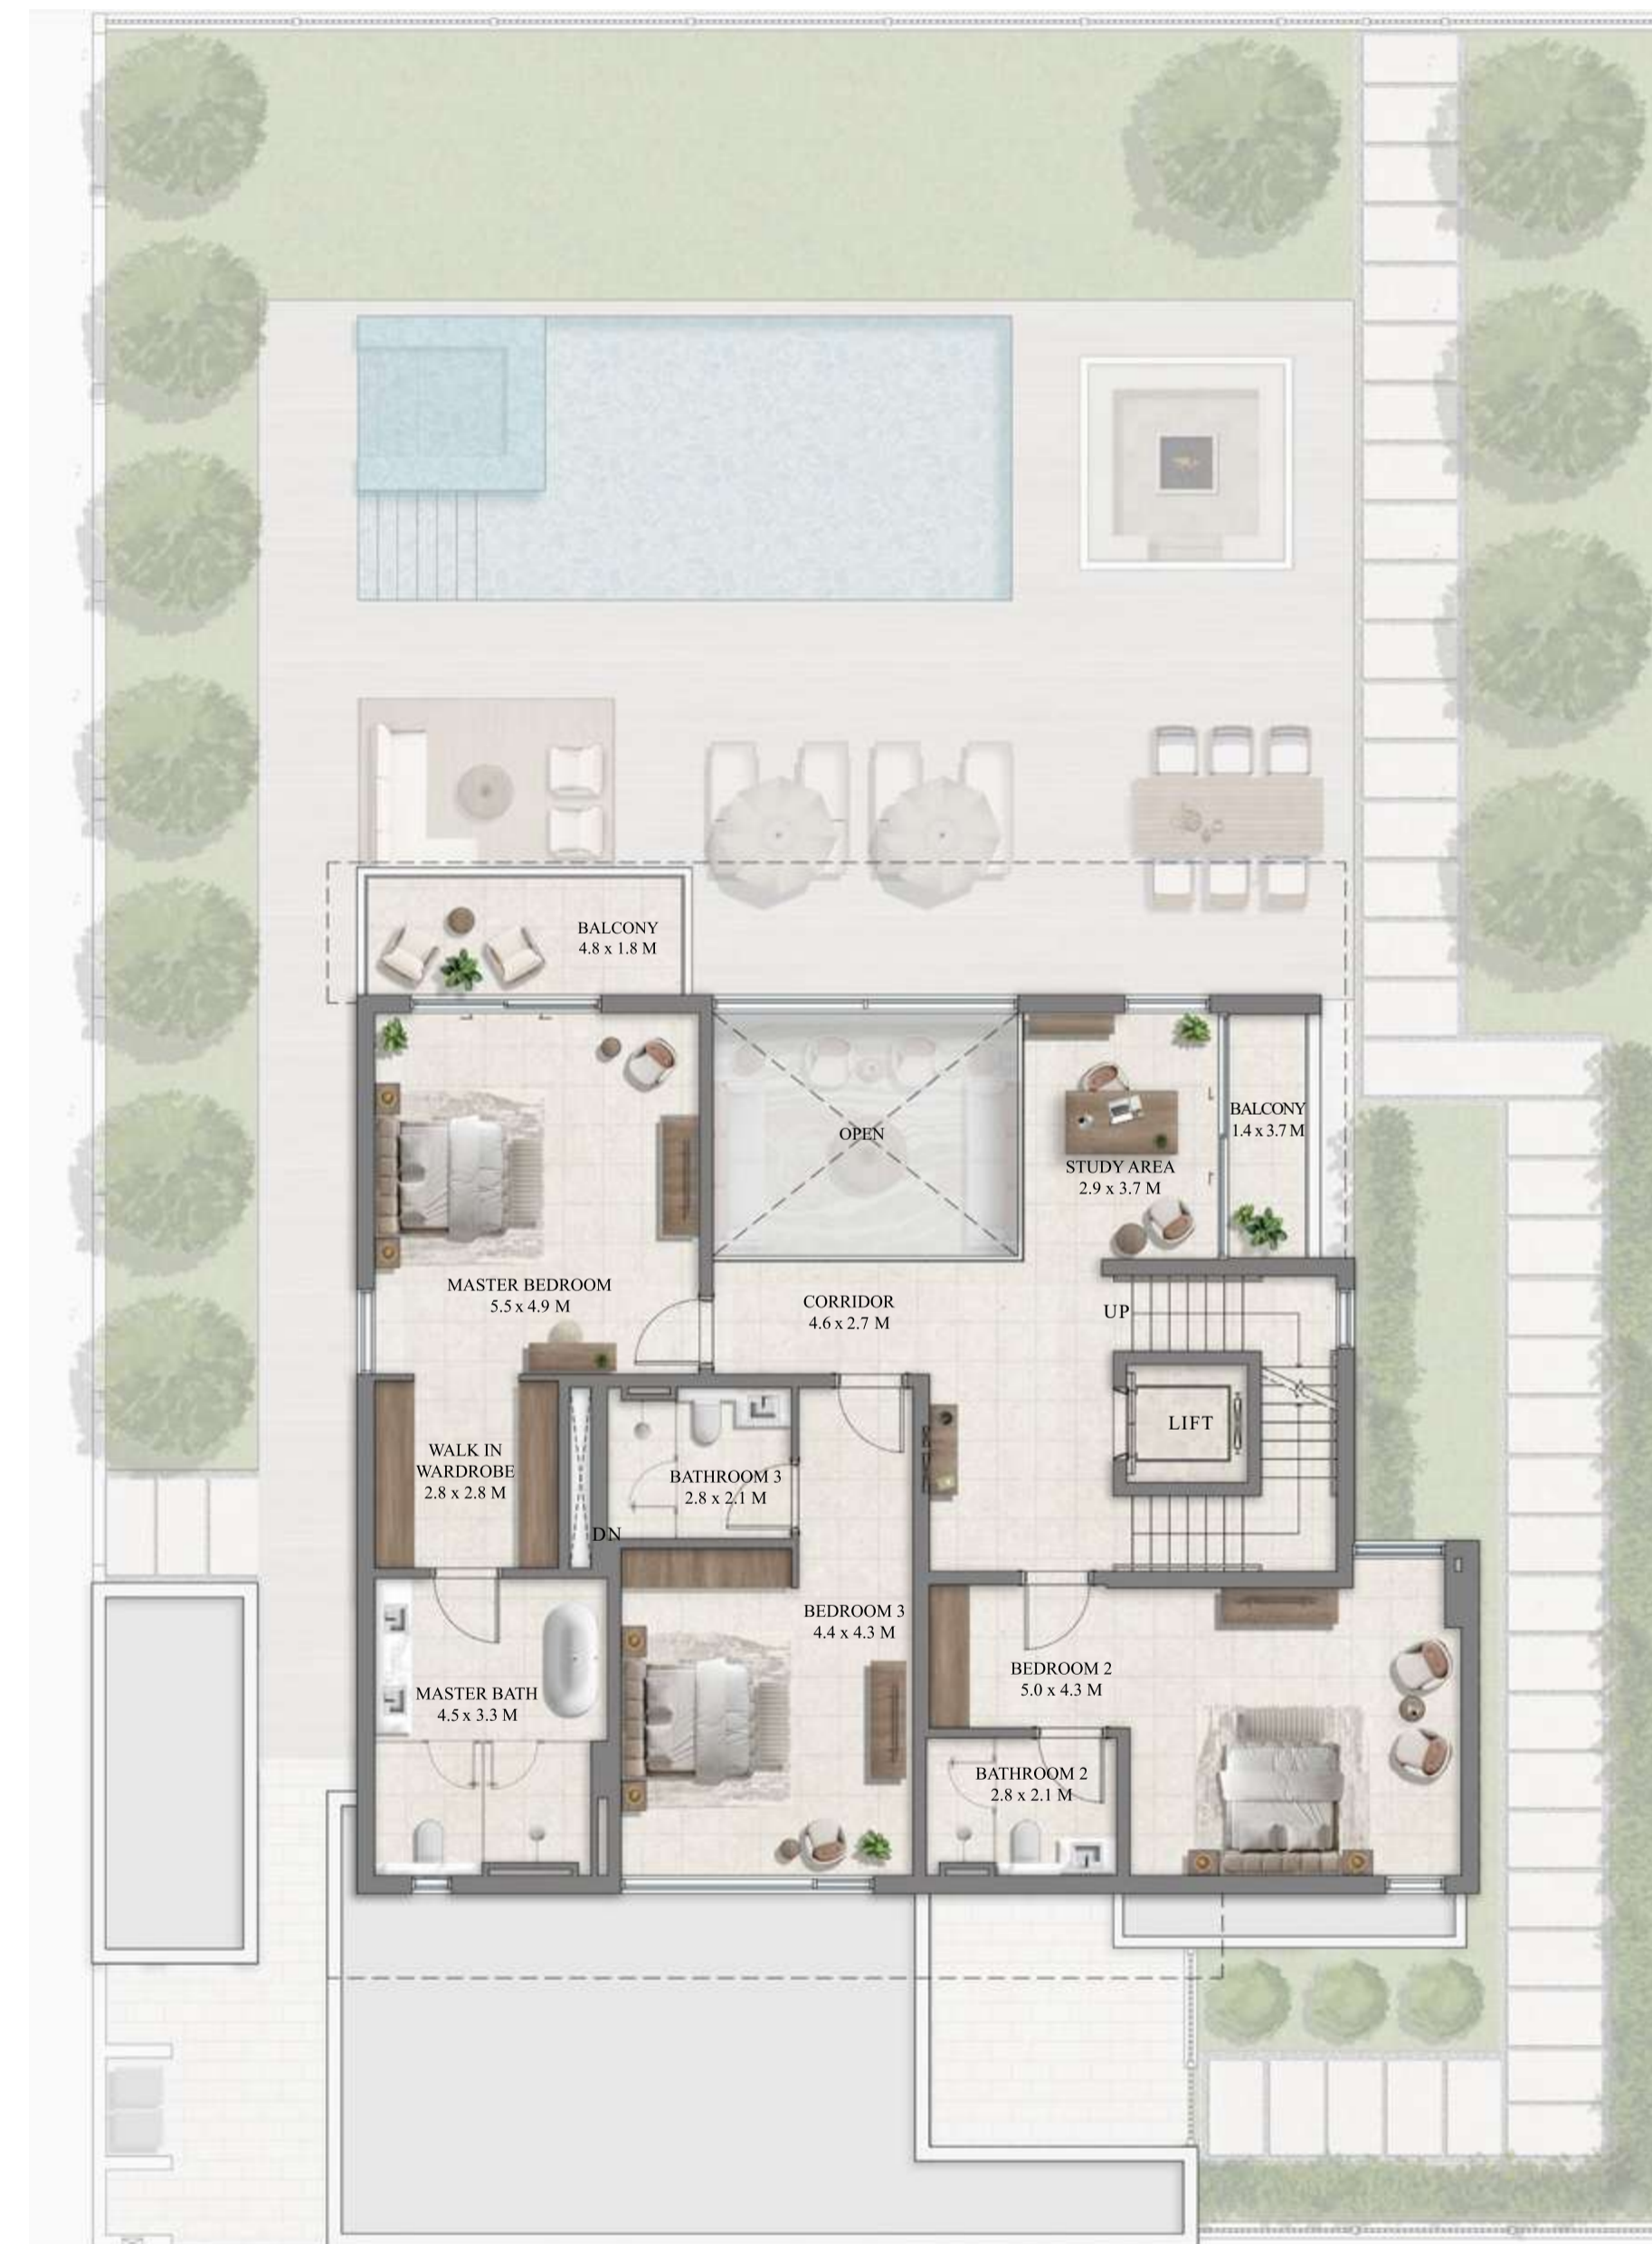 BALCONY
4.8 x 1.8 M
OPEN
BALCONY
1.4 x 3.7 M
STUDY AREA
2.9 x 3.7 M
MASTER BEDROOM
5.5 x 4.9 M
CORRIDOR
4.6 x 2.7 M
UP
LIFT
WALK IN
WARDROBE
2.8 x 2.8 M
BATHROOM 3
2.8 x 2.1 M
DN
BEDROOM 3
4.4 x 4.3 M
BEDROOM 2
5.0 x 4.3 M
MASTER BATH
4.5 x 3.3 M
BATHROOM 2
2.8 x 2.1 M